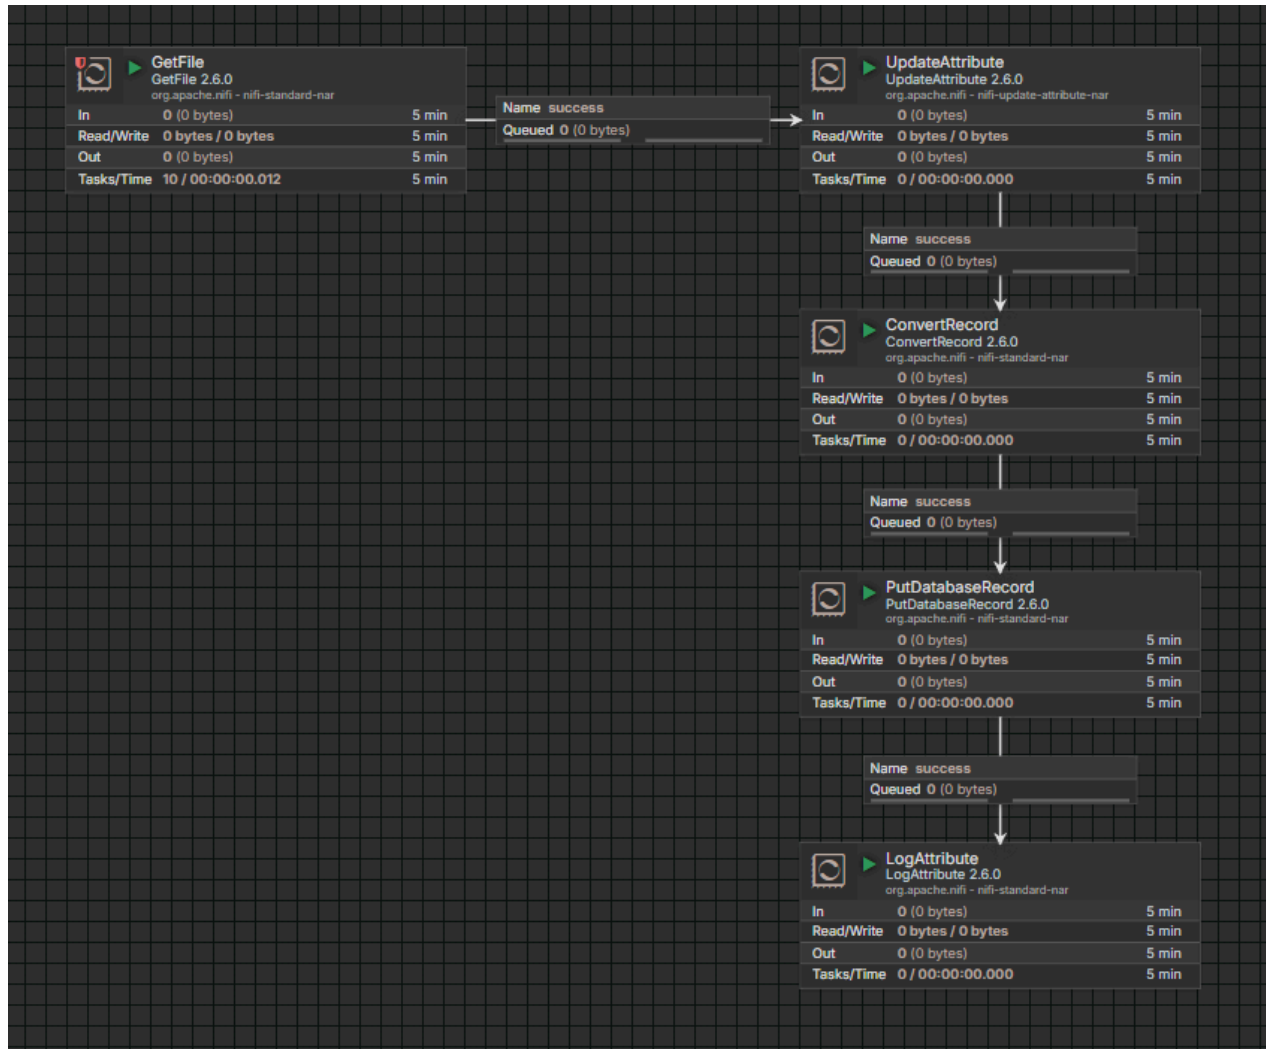 GetFile
GetFile 2.6.0
org.apache.nifi - nifi-standard-nar
In 0 (0 bytes) 5 min
Read/Write 0 bytes / 0 bytes 5 min
Out 0 (0 bytes) 5 min
Tasks/Time 10 / 00:00:00.012 5 min
Name success
Queued 0 (0 bytes)
UpdateAttribute
UpdateAttribute 2.6.0
org.apache.nifi - nifi-update-attribute-nar
In 0 (0 bytes) 5 min
Read/Write 0 bytes / 0 bytes 5 min
Out 0 (0 bytes) 5 min
Tasks/Time 0 / 00:00:00.000 5 min
Name success
Queued 0 (0 bytes)
ConvertRecord
ConvertRecord 2.6.0
org.apache.nifi - nifi-standard-nar
In 0 (0 bytes) 5 min
Read/Write 0 bytes / 0 bytes 5 min
Out 0 (0 bytes) 5 min
Tasks/Time 0 / 00:00:00.000 5 min
Name success
Queued 0 (0 bytes)
PutDatabaseRecord
PutDatabaseRecord 2.6.0
org.apache.nifi - nifi-standard-nar
In 0 (0 bytes) 5 min
Read/Write 0 bytes / 0 bytes 5 min
Out 0 (0 bytes) 5 min
Tasks/Time 0 / 00:00:00.000 5 min
Name success
Queued 0 (0 bytes)
LogAttribute
LogAttribute 2.6.0
org.apache.nifi - nifi-standard-nar
In 0 (0 bytes) 5 min
Read/Write 0 bytes / 0 bytes 5 min
Out 0 (0 bytes) 5 min
Tasks/Time 0 / 00:00:00.000 5 min